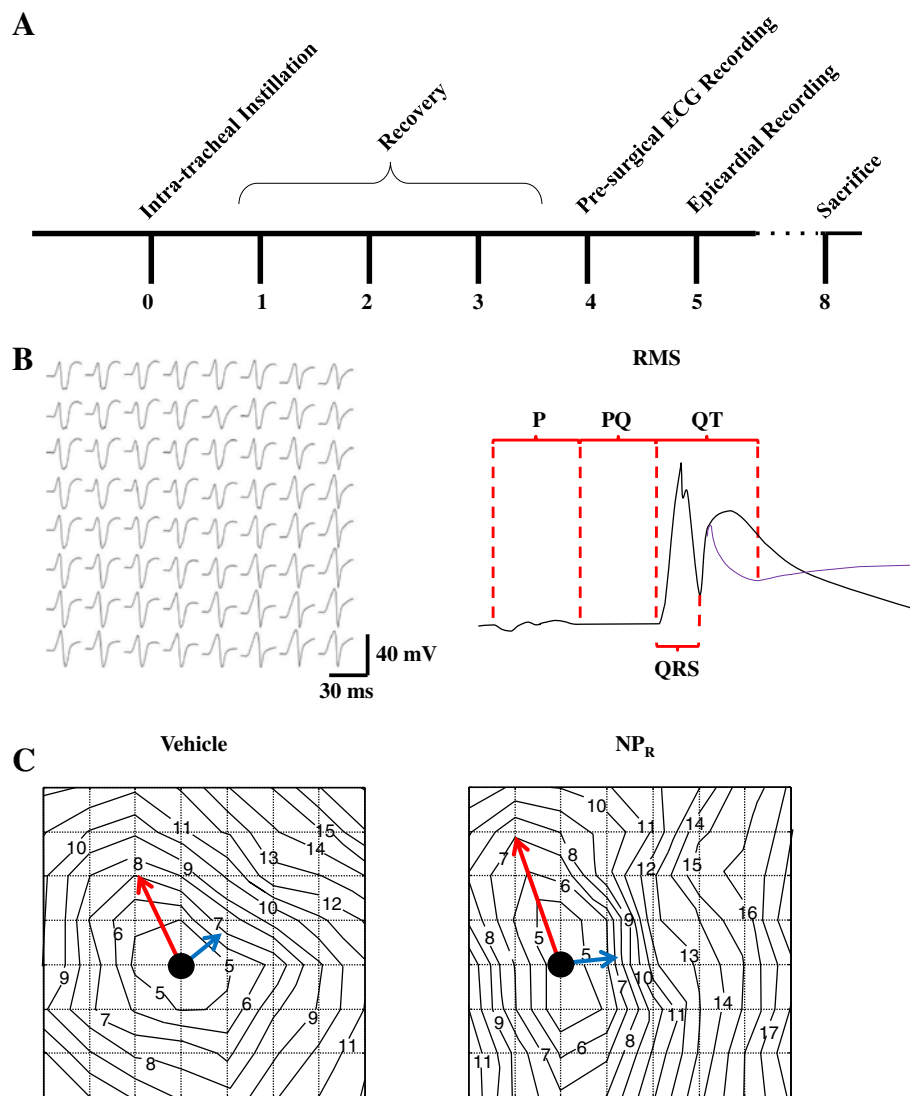 A
Intra-tracheal Instillation
Recovery
Pre-surgical ECG Recording
Epicardial Recording
Sacrifice
0 1 2 3 4 5 8
B
RMS
P PQ QT
QRS
40 mV
30 ms
C
Vehicle
NP_R
11 15
10 14
8 9 13
10 12
6 7
9 5
5 6
7 9
8 11
10 14
11
7 8 12 15
6
9 16
8 5 5 13
10
7 14
9 11
17
7 6 8
11